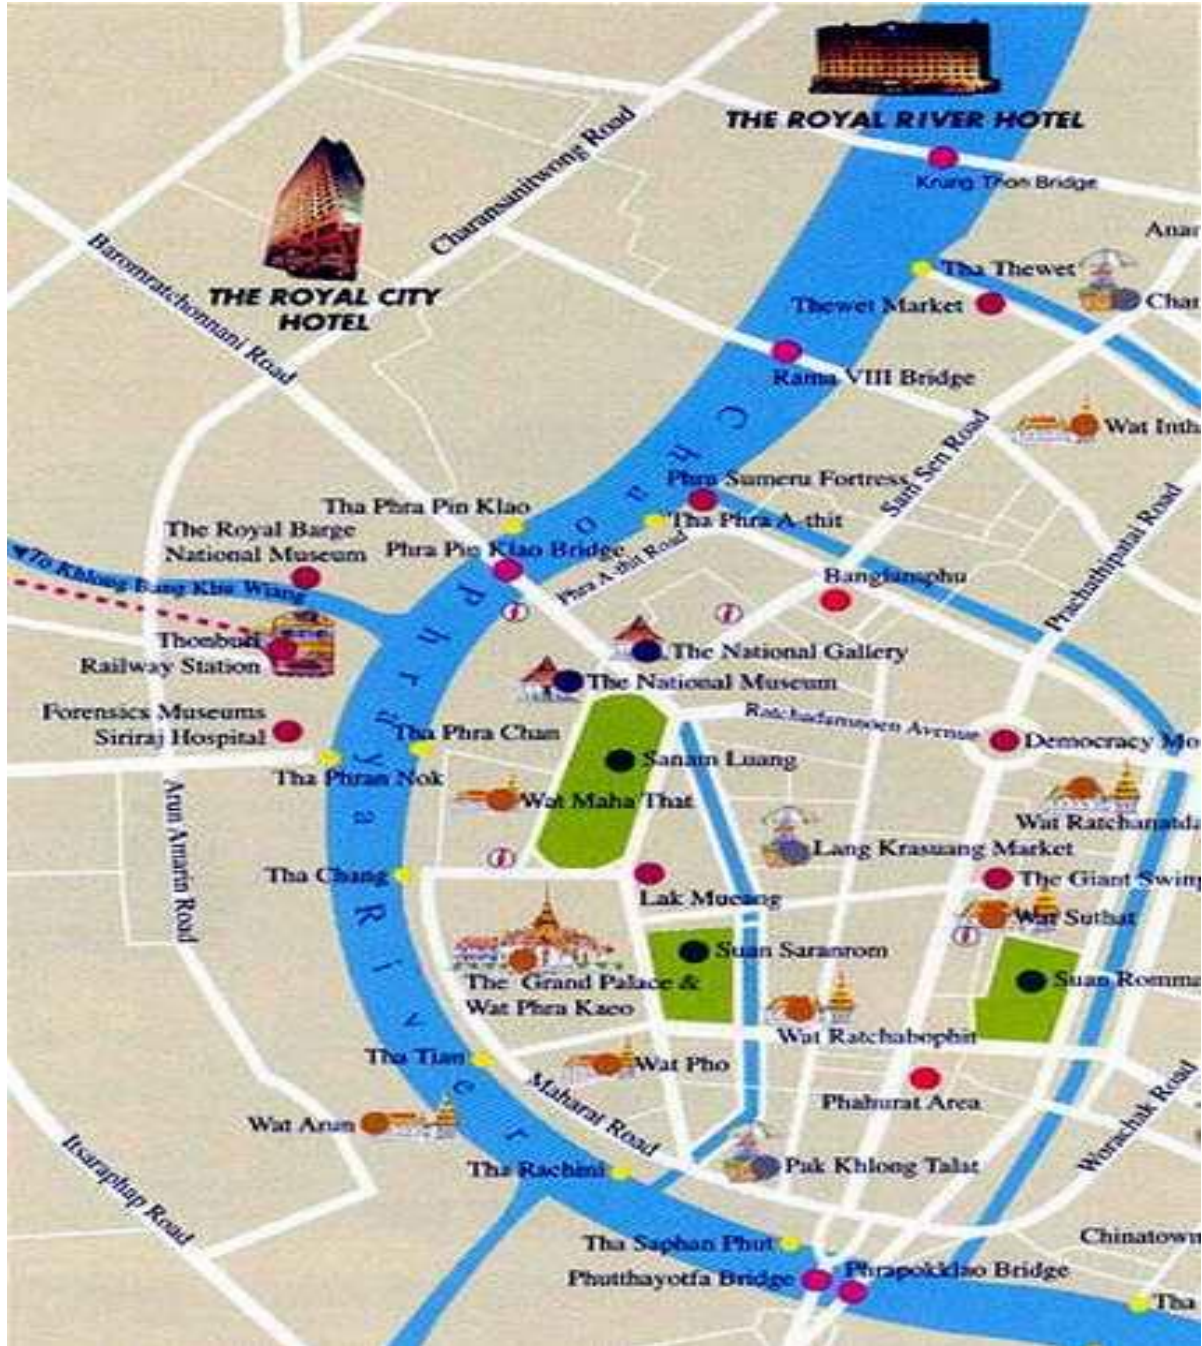 THE ROYAL RIVER HOTEL
Krung Thon Bridge
Charansanitwong Road
Anar
Baromratchonnani Road
Tha Thewet
THE ROYAL CITY
HOTEL
Thewet Market
Char
Rama VIII Bridge
Wat Inth
Sam Sen Road
Phra Sumeru Fortress
Tha Phra Pin Klao
Tha Phra A-thit
The Royal Barge
National Museum
Phra Pin Klao Bridge
Phra A-thit Road
Prachathipatai Road
To Khlong Bang Khu Wiang
Banglumphu
Thonburi
Railway Station
The National Gallery
The National Museum
Forensics Museums
Siriraj Hospital
Ratchadamnoen Avenue
Democracy Mo
Tha Phra Chan
Tha Phran Nok
Sanam Luang
Chao Phraya River
Wat Maha That
Wat Ratchanatda
Arun Amarin Road
Lang Krasuang Market
Tha Chang
Lak Mueang
The Giant Swing
Wat Suthat
Suan Saranrom
The Grand Palace &
Wat Phra Kaeo
Suan Romma
Wat Ratchabophit
Tha Tian
Wat Pho
Maharaj Road
Phahurat Area
Wat Arun
Worachak Road
Itsaraphap Road
Tha Rachini
Pak Khlong Talat
Tha Saphan Phut
Chinatown
Phutthayotfa Bridge
Phrapokklao Bridge
Tha